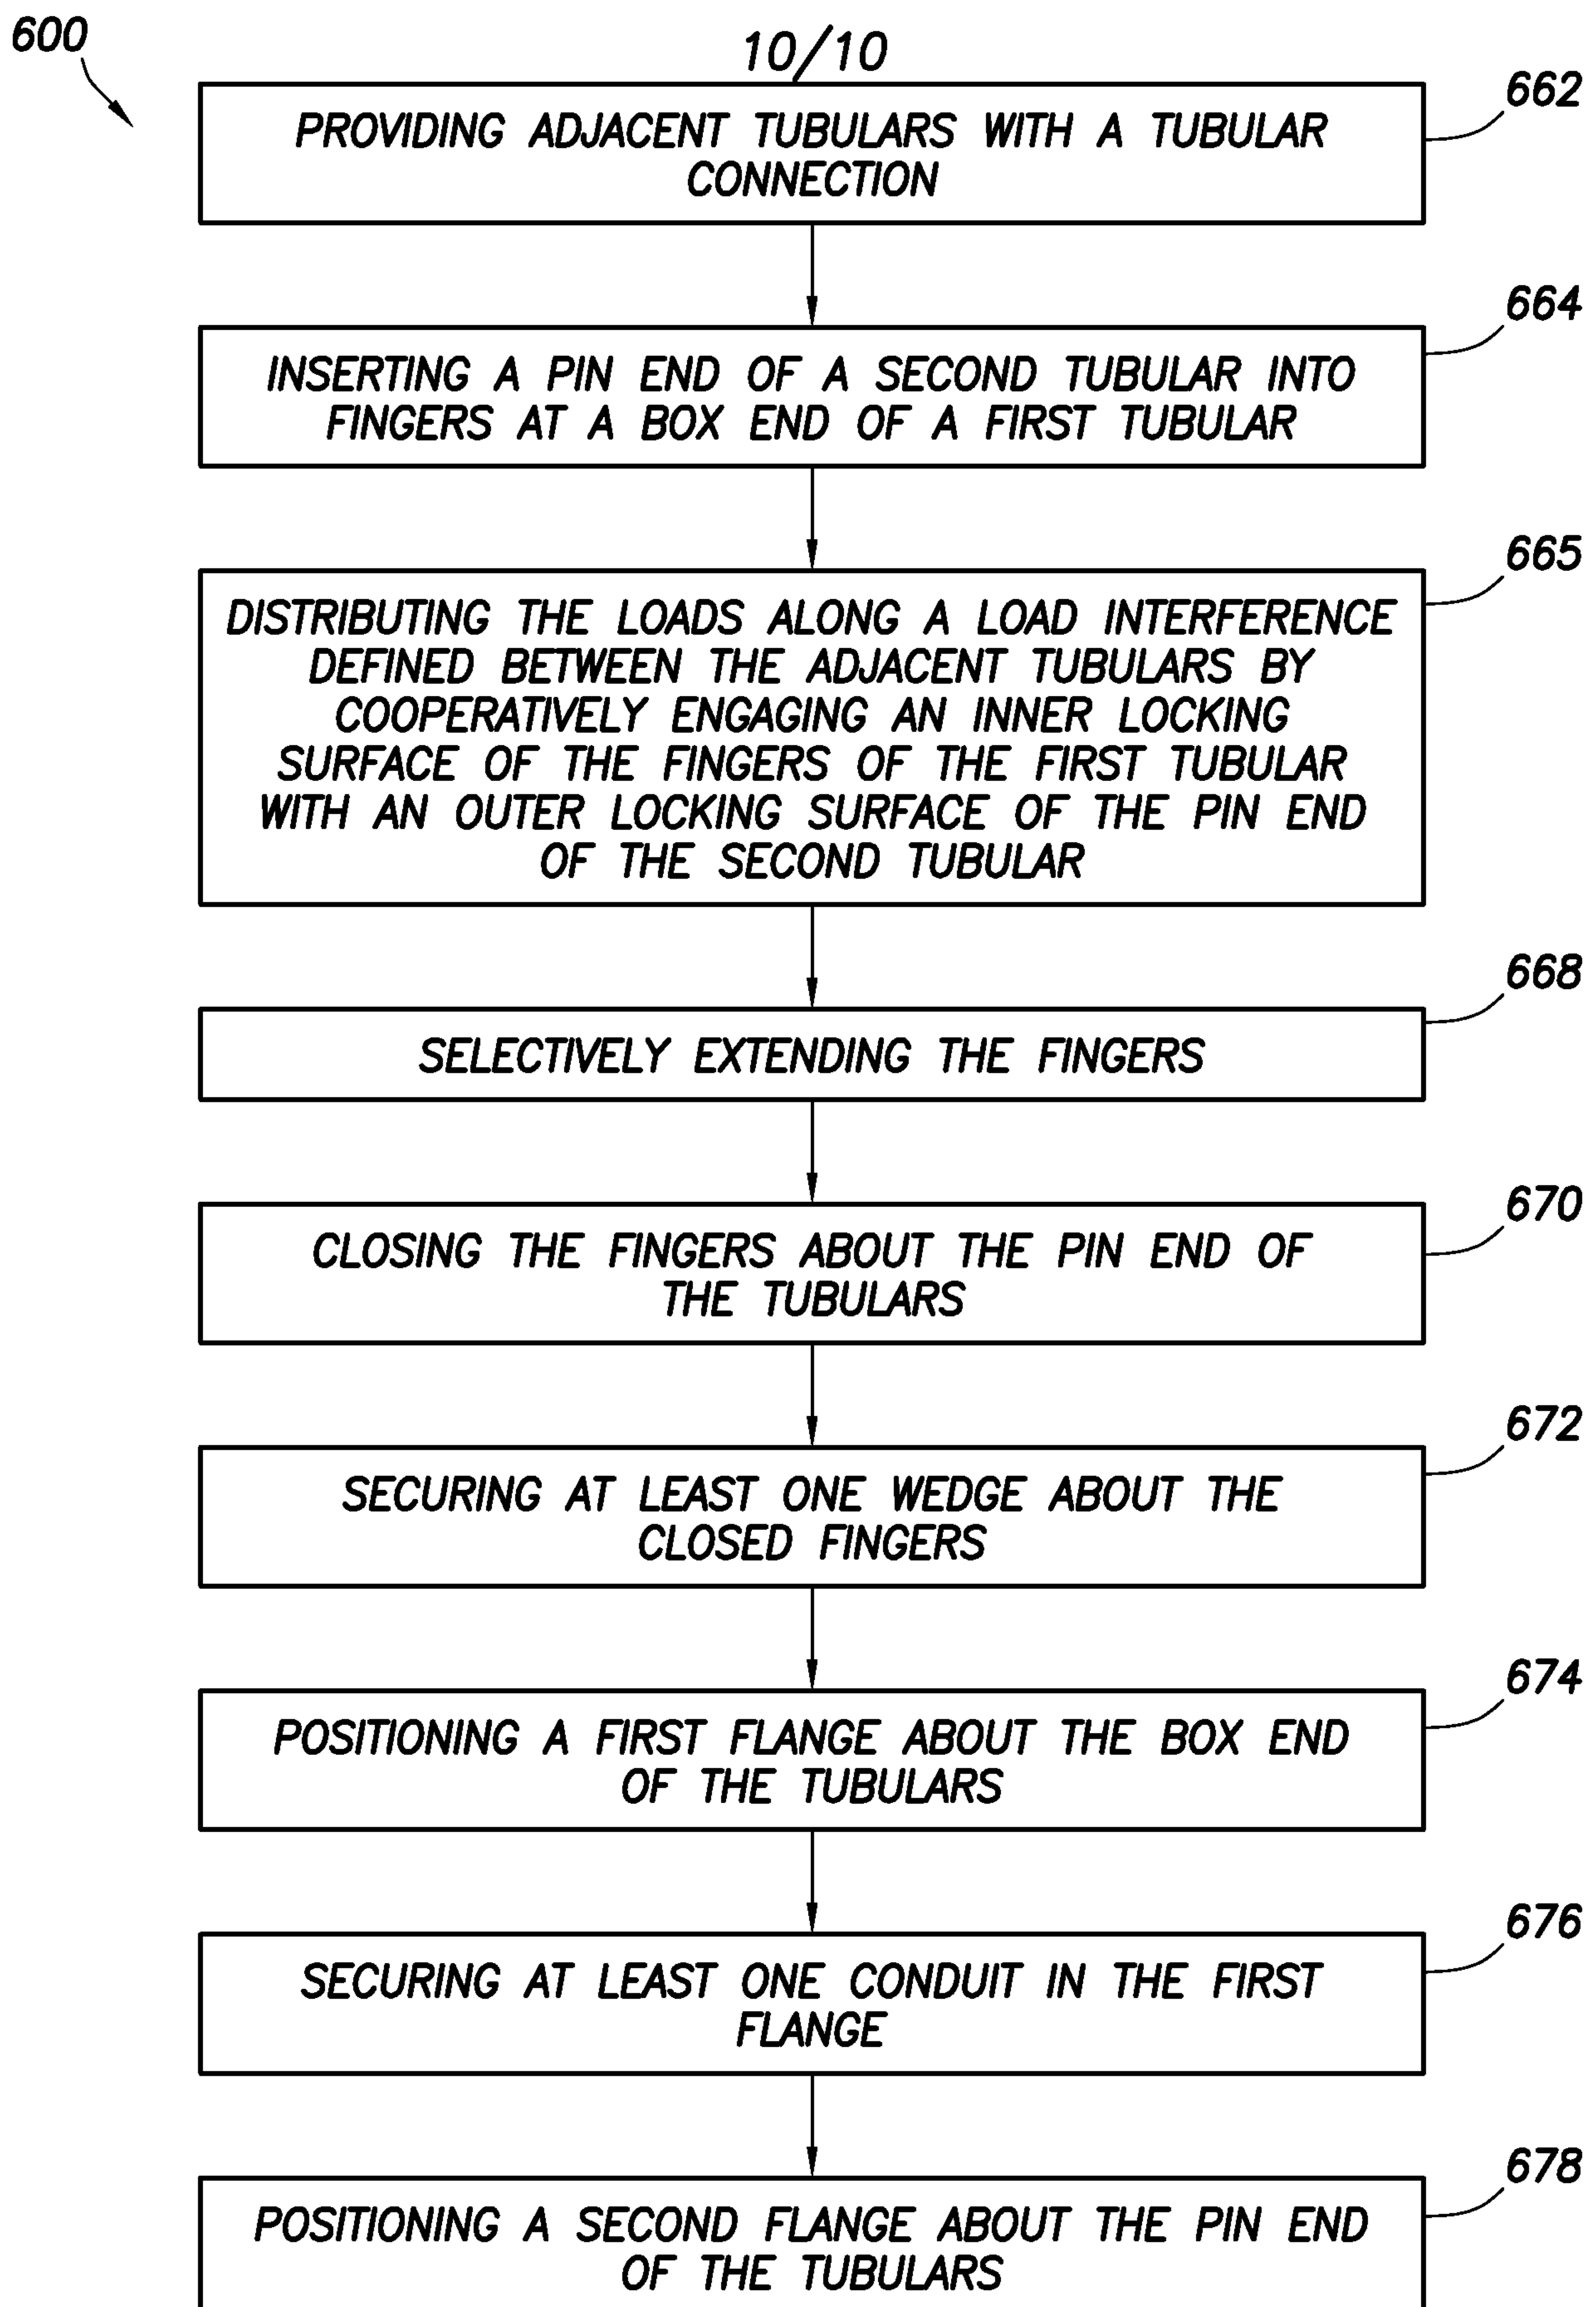 600
10/10
662
PROVIDING ADJACENT TUBULARS WITH A TUBULAR
CONNECTION
664
INSERTING A PIN END OF A SECOND TUBULAR INTO
FINGERS AT A BOX END OF A FIRST TUBULAR
665
DISTRIBUTING THE LOADS ALONG A LOAD INTERFERENCE
DEFINED BETWEEN THE ADJACENT TUBULARS BY
COOPERATIVELY ENGAGING AN INNER LOCKING
SURFACE OF THE FINGERS OF THE FIRST TUBULAR
WITH AN OUTER LOCKING SURFACE OF THE PIN END
OF THE SECOND TUBULAR
668
SELECTIVELY EXTENDING THE FINGERS
670
CLOSING THE FINGERS ABOUT THE PIN END OF
THE TUBULARS
672
SECURING AT LEAST ONE WEDGE ABOUT THE
CLOSED FINGERS
674
POSITIONING A FIRST FLANGE ABOUT THE BOX END
OF THE TUBULARS
676
SECURING AT LEAST ONE CONDUIT IN THE FIRST
FLANGE
678
POSITIONING A SECOND FLANGE ABOUT THE PIN END
OF THE TUBULARS